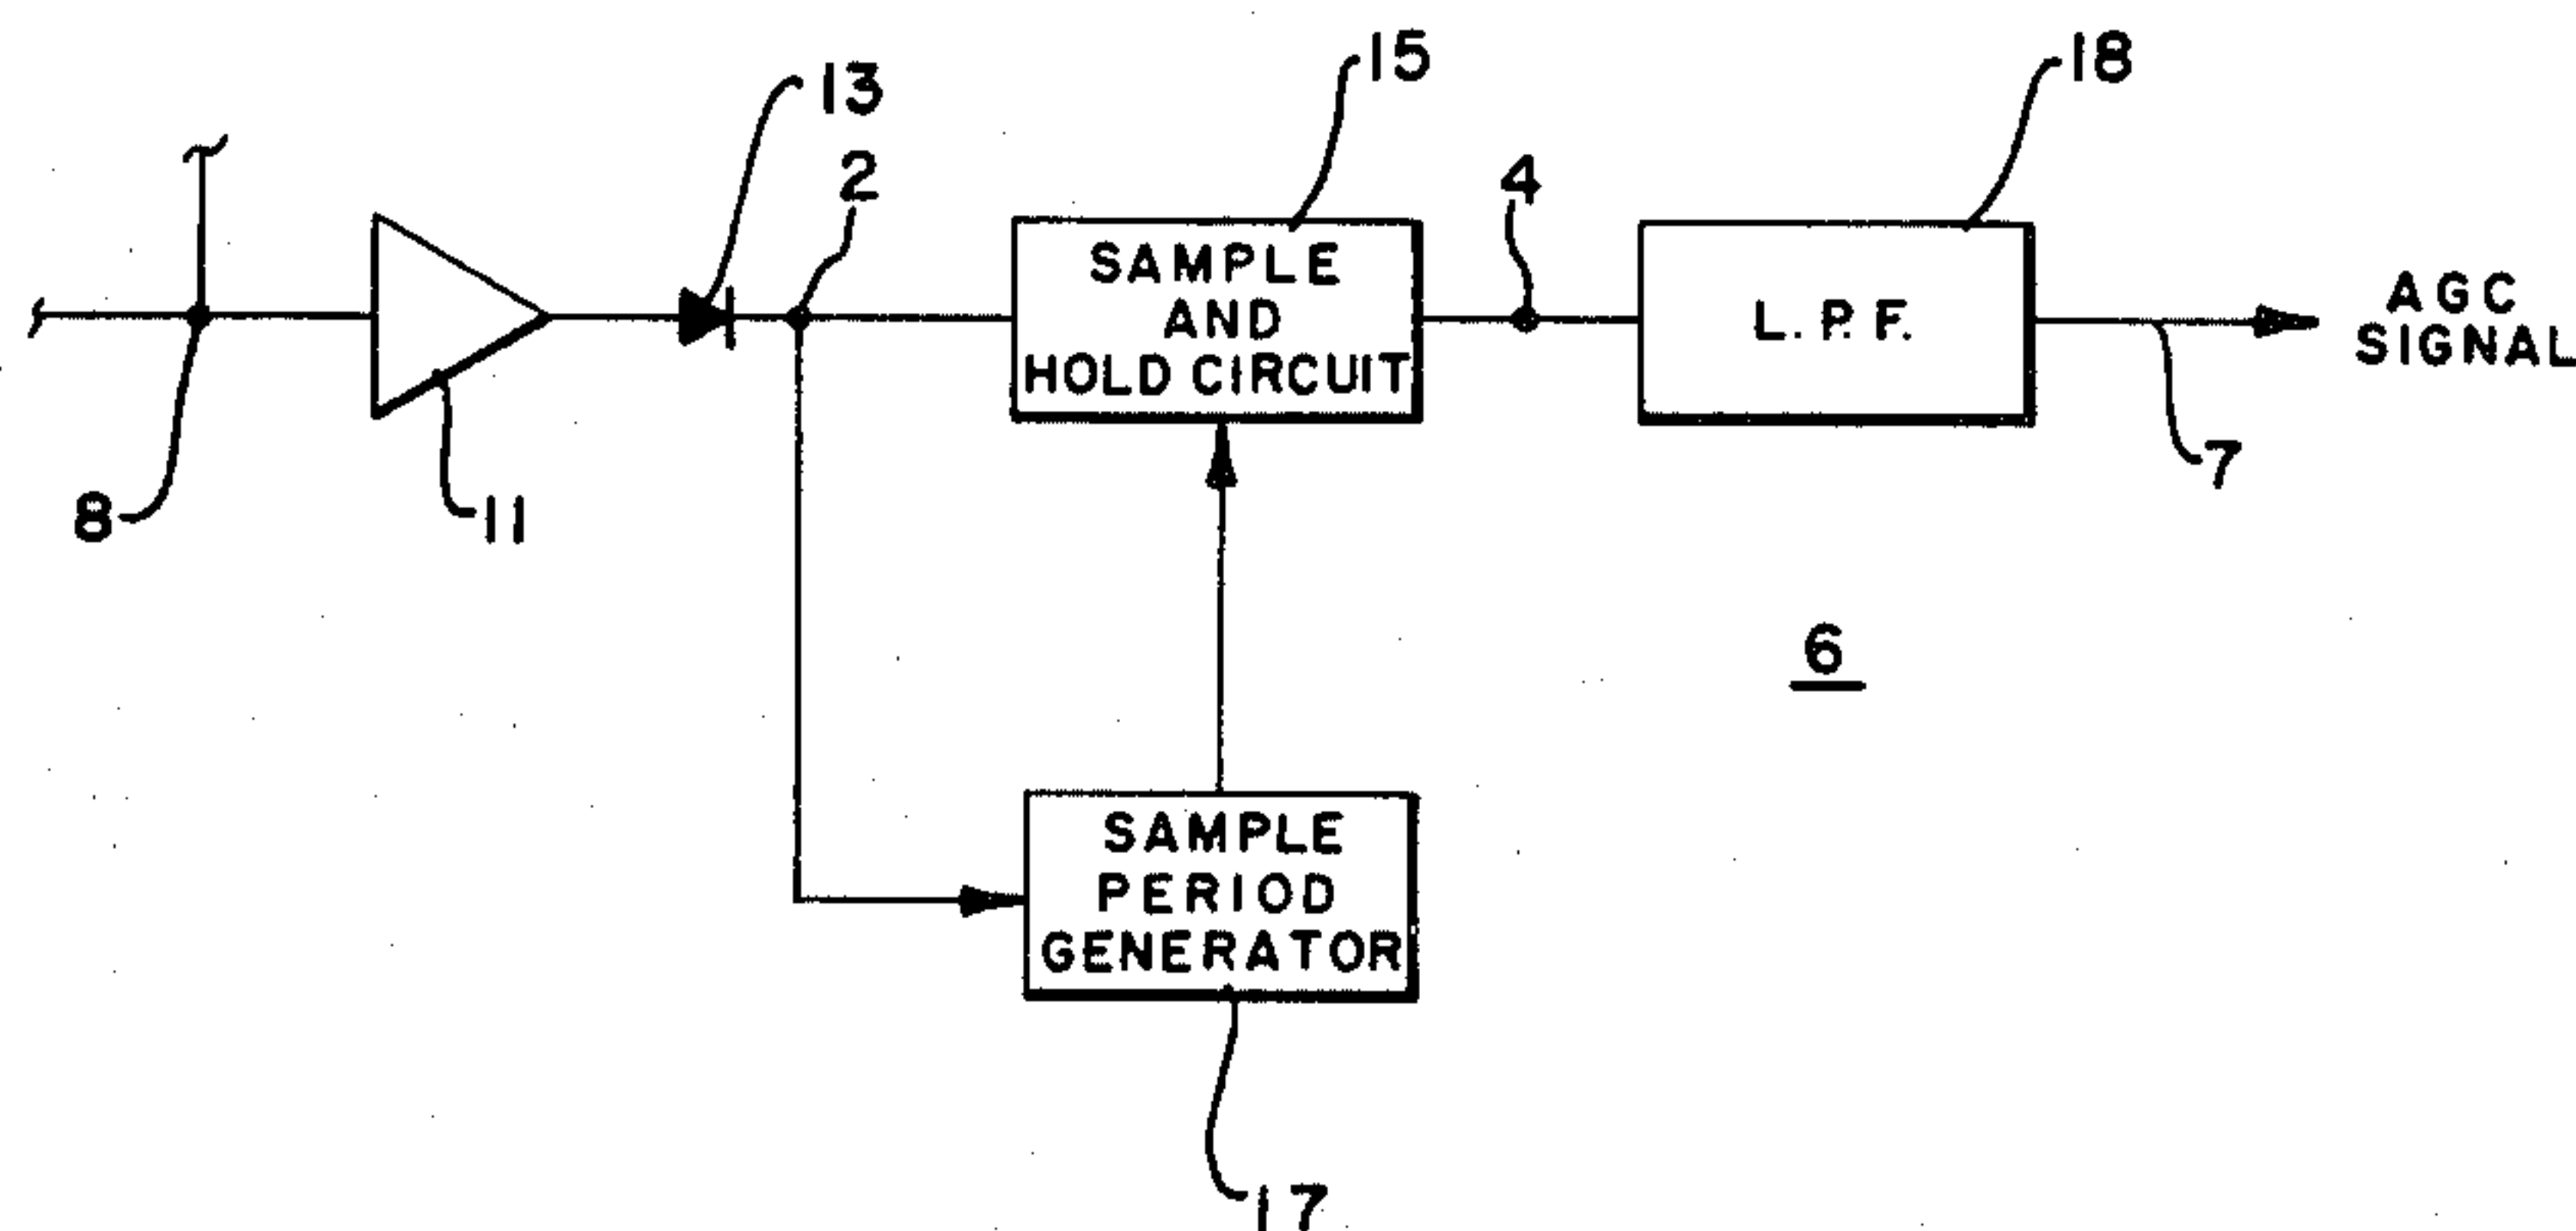 15
18
13
2
4
SAMPLE
AND
HOLD CIRCUIT
L.P.F.
AGC
SIGNAL
8
11
7
6
SAMPLE
PERIOD
GENERATOR
17